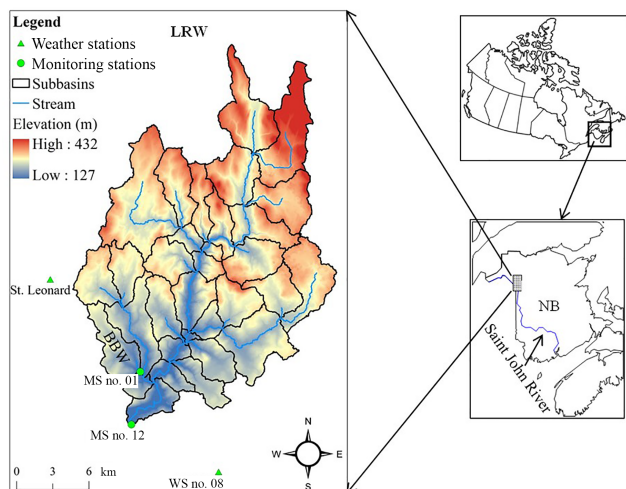 Legend
LRW
Weather stations
Monitoring stations
Subbasins
Stream
Elevation (m)
High : 432
Low : 127
St. Leonard
BBW
MS no. 01
MS no. 12
WS no. 08
N
W E
S
0 3 6 km
NB
Saint John River